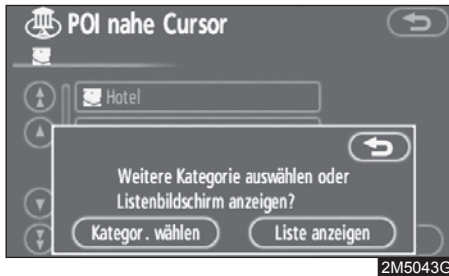 POI nahe Cursor
Hotel
Weitere Kategorie auswählen oder
Listenbildschirm anzeigen?
Kategor. wählen
Liste anzeigen
2M5043G